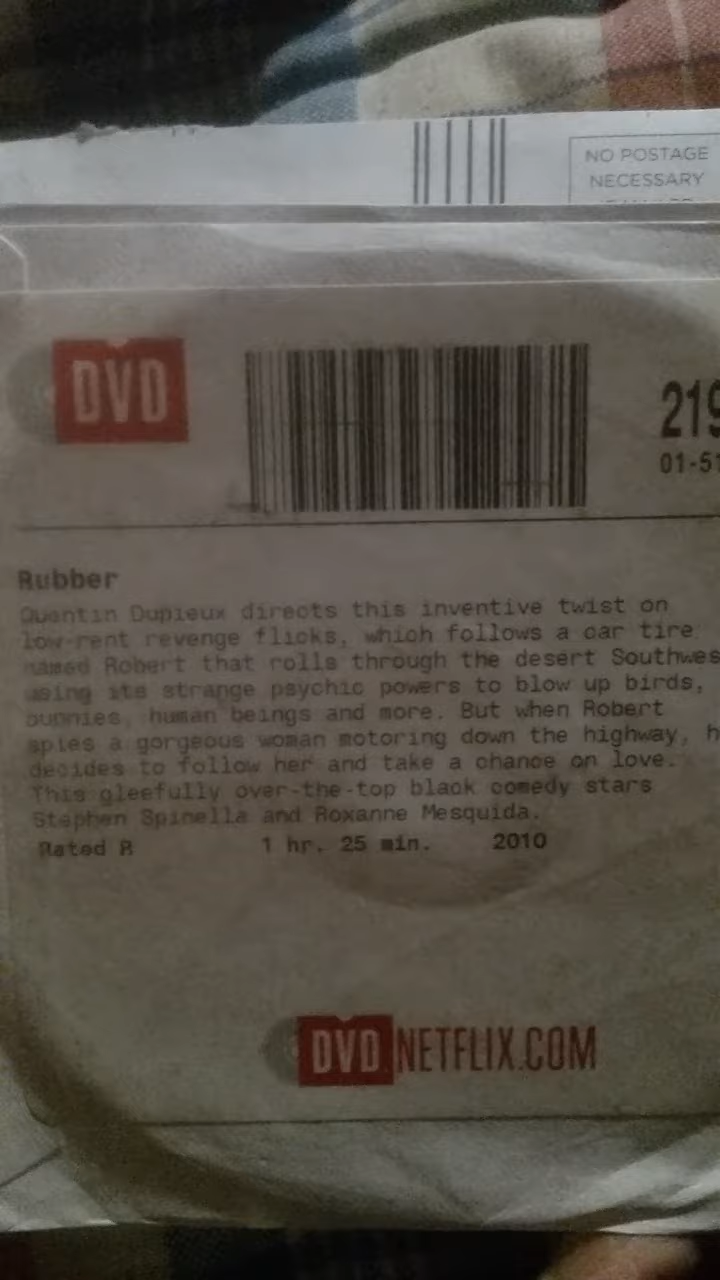 NO POSTAGE
NECESSARY
DVD
219
01-51
Rubber
Quentin Dupieux directs this inventive twist on
low-rent revenge flicks, which follows a car tire
named Robert that rolls through the desert Southwes
using its strange psychic powers to blow up birds,
bunnies, human beings and more. But when Robert
spies a gorgeous woman motoring down the highway, h
decides to follow her and take a chance on love.
This gleefully over-the-top black comedy stars
Stephen Spinella and Roxanne Mesquida.
Rated R 1 hr. 25 min. 2010
DVD NETFLIX.COM